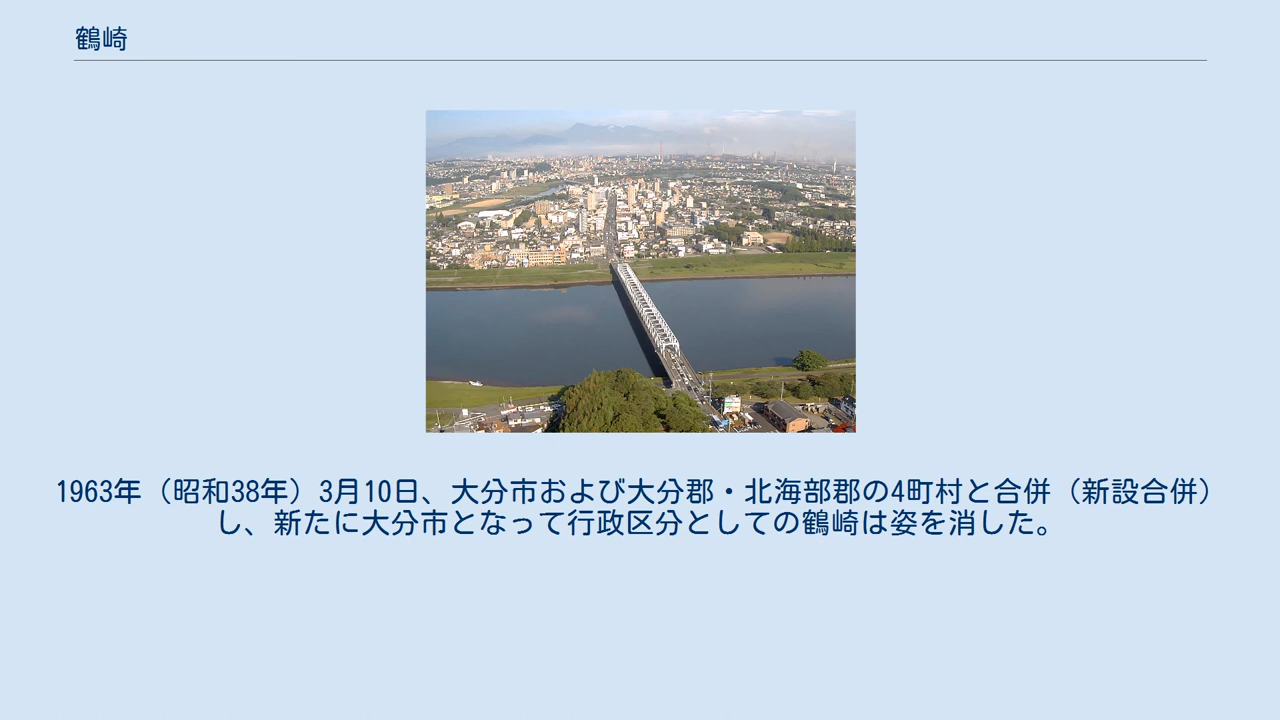 鶴崎
1963年（昭和38年）3月10日、大分市および大分郡・北海部郡の4町村と合併（新設合併）
し、新たに大分市となって行政区分としての鶴崎は姿を消した。